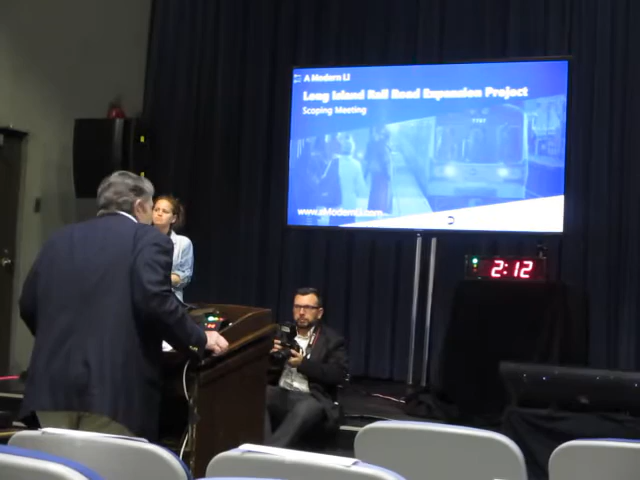 A Modern LI
Long Island Rail Road Expansion Project
Scoping Meeting
www.aModernLI.com
2:12